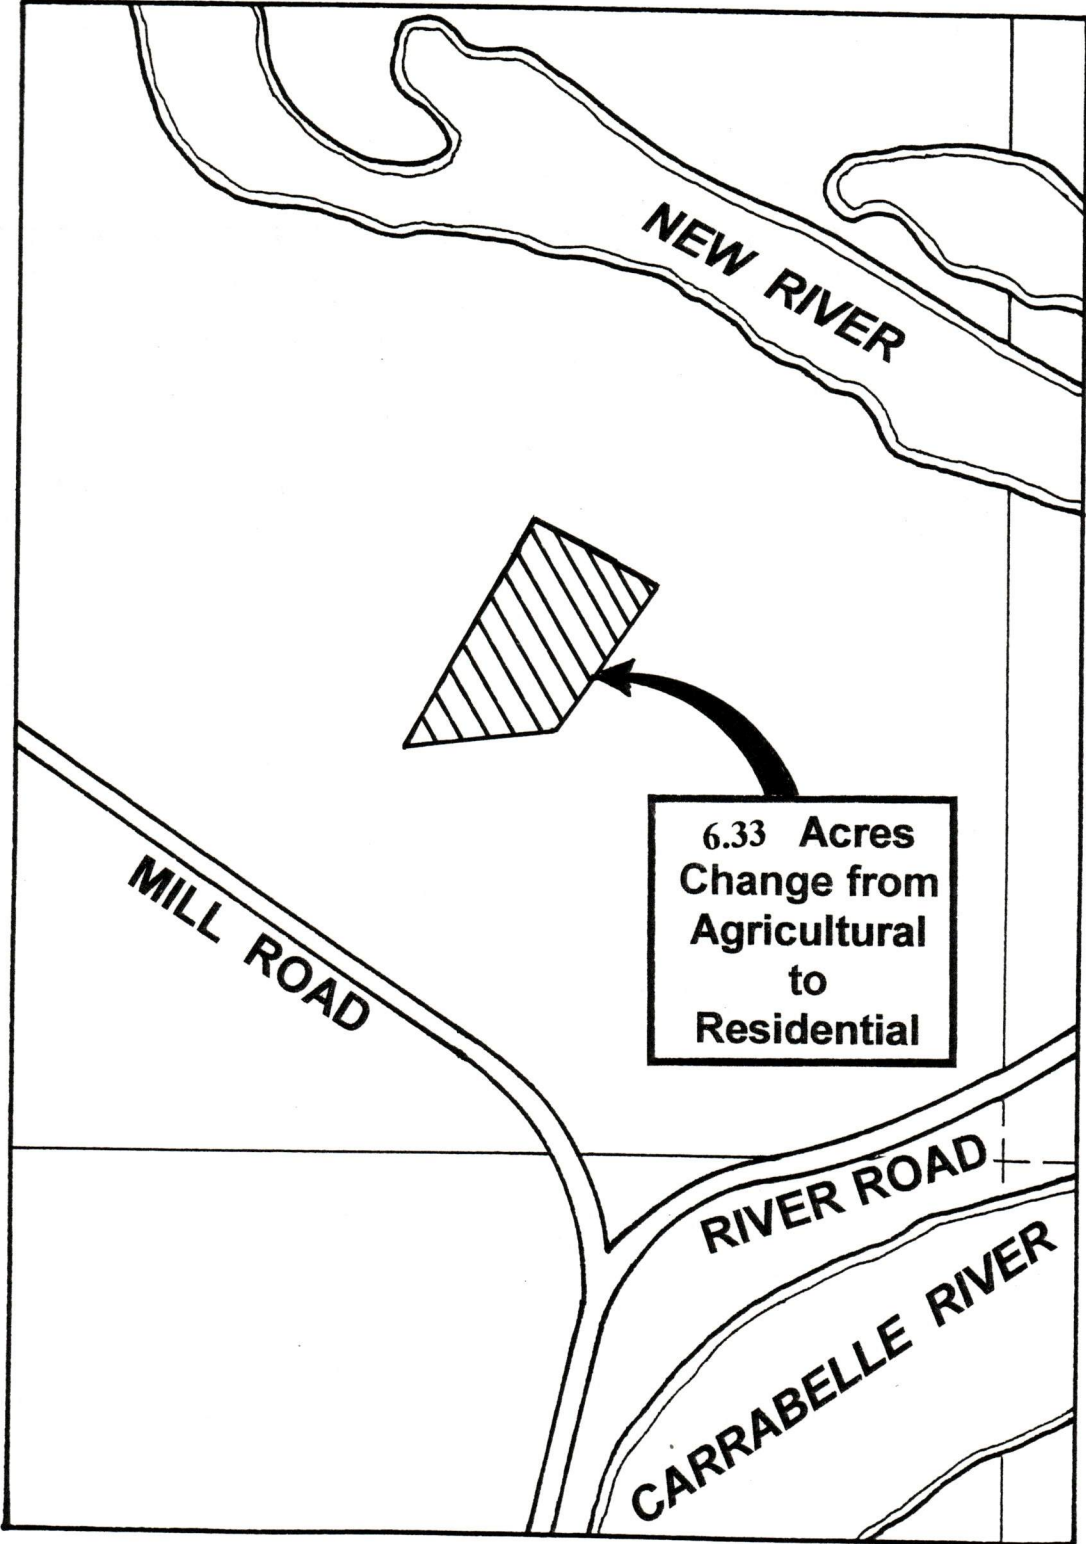 NEW RIVER
6.33 Acres
Change from
Agricultural
to
Residential
MILL ROAD
RIVER ROAD
CARRABELLE RIVER